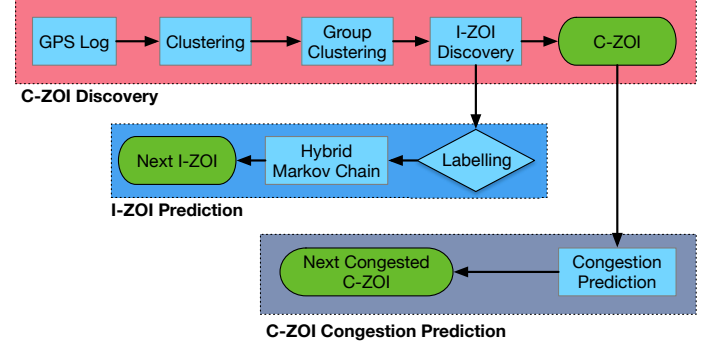 GPS Log
Clustering
Group
Clustering
I-ZOI
Discovery
C-ZOI
C-ZOI Discovery
Next I-ZOI
Hybrid
Markov Chain
Labelling
I-ZOI Prediction
Next Congested
C-ZOI
Congestion
Prediction
C-ZOI Congestion Prediction